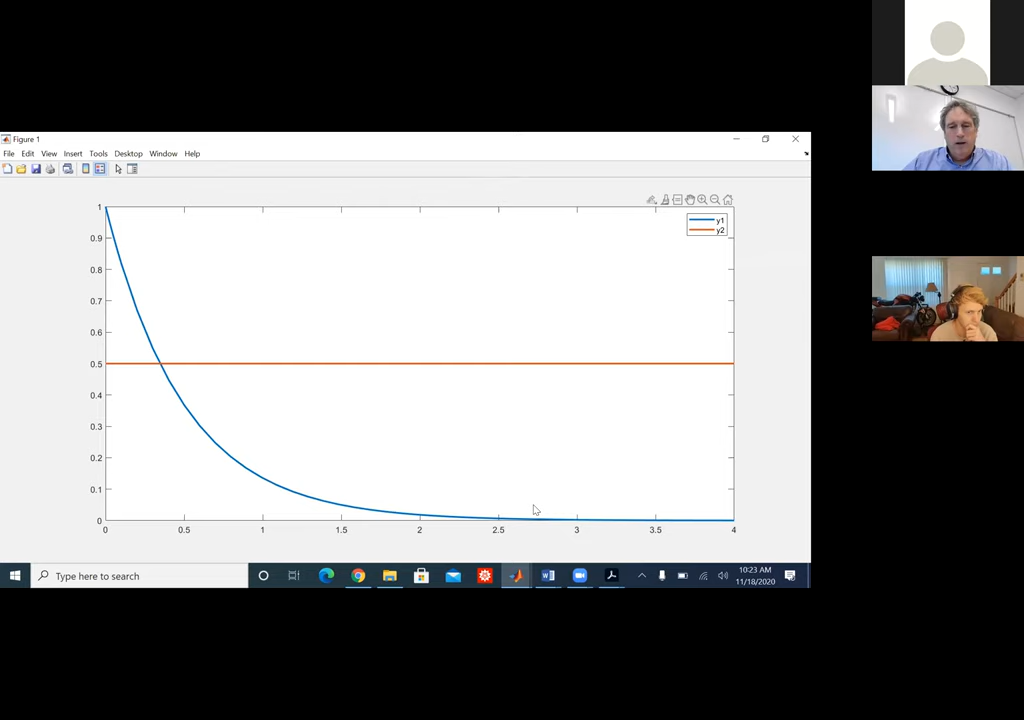 Figure 1
File Edit View Insert Tools Desktop Window Help
y1
y2
1
0.9
0.8
0.7
0.6
0.5
0.4
0.3
0.2
0.1
0
0 0.5 1 1.5 2 2.5 3 3.5 4
Type here to search
10:23 AM
11/18/2020